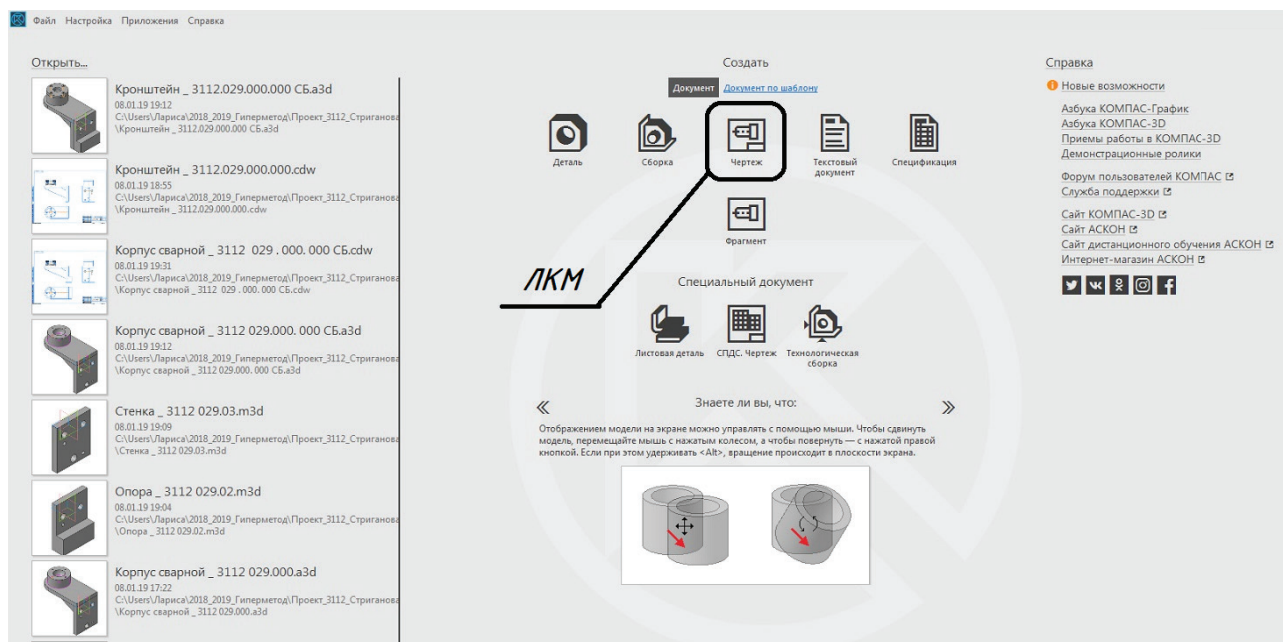 Файл Настройка Приложения Справка
Открыть...
Кронштейн _ 3112.029.000.000 СБ.a3d
08.01.19 19:12
C:\Users\Лариса\2018_2019_Гиперметод\Проект_3112_Стриганова
\Кронштейн _ 3112.029.000.000 СБ.a3d
Кронштейн _ 3112.029.000.000.cdw
08.01.19 18:55
C:\Users\Лариса\2018_2019_Гиперметод\Проект_3112_Стриганова
\Кронштейн _ 3112.029.000.000.cdw
Корпус сварной _ 3112 029 . 000. 000 СБ.cdw
08.01.19 19:31
C:\Users\Лариса\2018_2019_Гиперметод\Проект_3112_Стриганова
\Корпус сварной _ 3112 029 . 000. 000 СБ.cdw
Корпус сварной _ 3112 029.000. 000 СБ.a3d
08.01.19 19:12
C:\Users\Лариса\2018_2019_Гиперметод\Проект_3112_Стриганова
\Корпус сварной _ 3112 029.000. 000 СБ.a3d
Стенка _ 3112 029.03.m3d
08.01.19 19:09
C:\Users\Лариса\2018_2019_Гиперметод\Проект_3112_Стриганова
\Стенка _ 3112 029.03.m3d
Опора _ 3112 029.02.m3d
08.01.19 19:04
C:\Users\Лариса\2018_2019_Гиперметод\Проект_3112_Стриганова
\Опора _ 3112 029.02.m3d
Корпус сварной _ 3112 029.000.a3d
08.01.19 17:22
C:\Users\Лариса\2018_2019_Гиперметод\Проект_3112_Стриганова
\Корпус сварной _ 3112 029.000.a3d
Создать
Документ Документ по шаблону
Деталь Сборка Чертеж Текстовый Спецификация
документ
Фрагмент
ЛКМ
Специальный документ
Листовая деталь СПДС. Чертеж Технологическая
сборка
Знаете ли вы, что:
Отображением модели на экране можно управлять с помощью мыши. Чтобы сдвинуть
модель, перемещайте мышь с нажатым колесом, а чтобы повернуть — с нажатой правой
кнопкой. Если при этом удерживать <Alt>, вращение происходит в плоскости экрана.
Справка
Новые возможности
Азбука КОМПАС-График
Азбука КОМПАС-3D
Приемы работы в КОМПАС-3D
Демонстрационные ролики
Форум пользователей КОМПАС
Служба поддержки
Сайт КОМПАС-3D
Сайт АСКОН
Сайт дистанционного обучения АСКОН
Интернет-магазин АСКОН